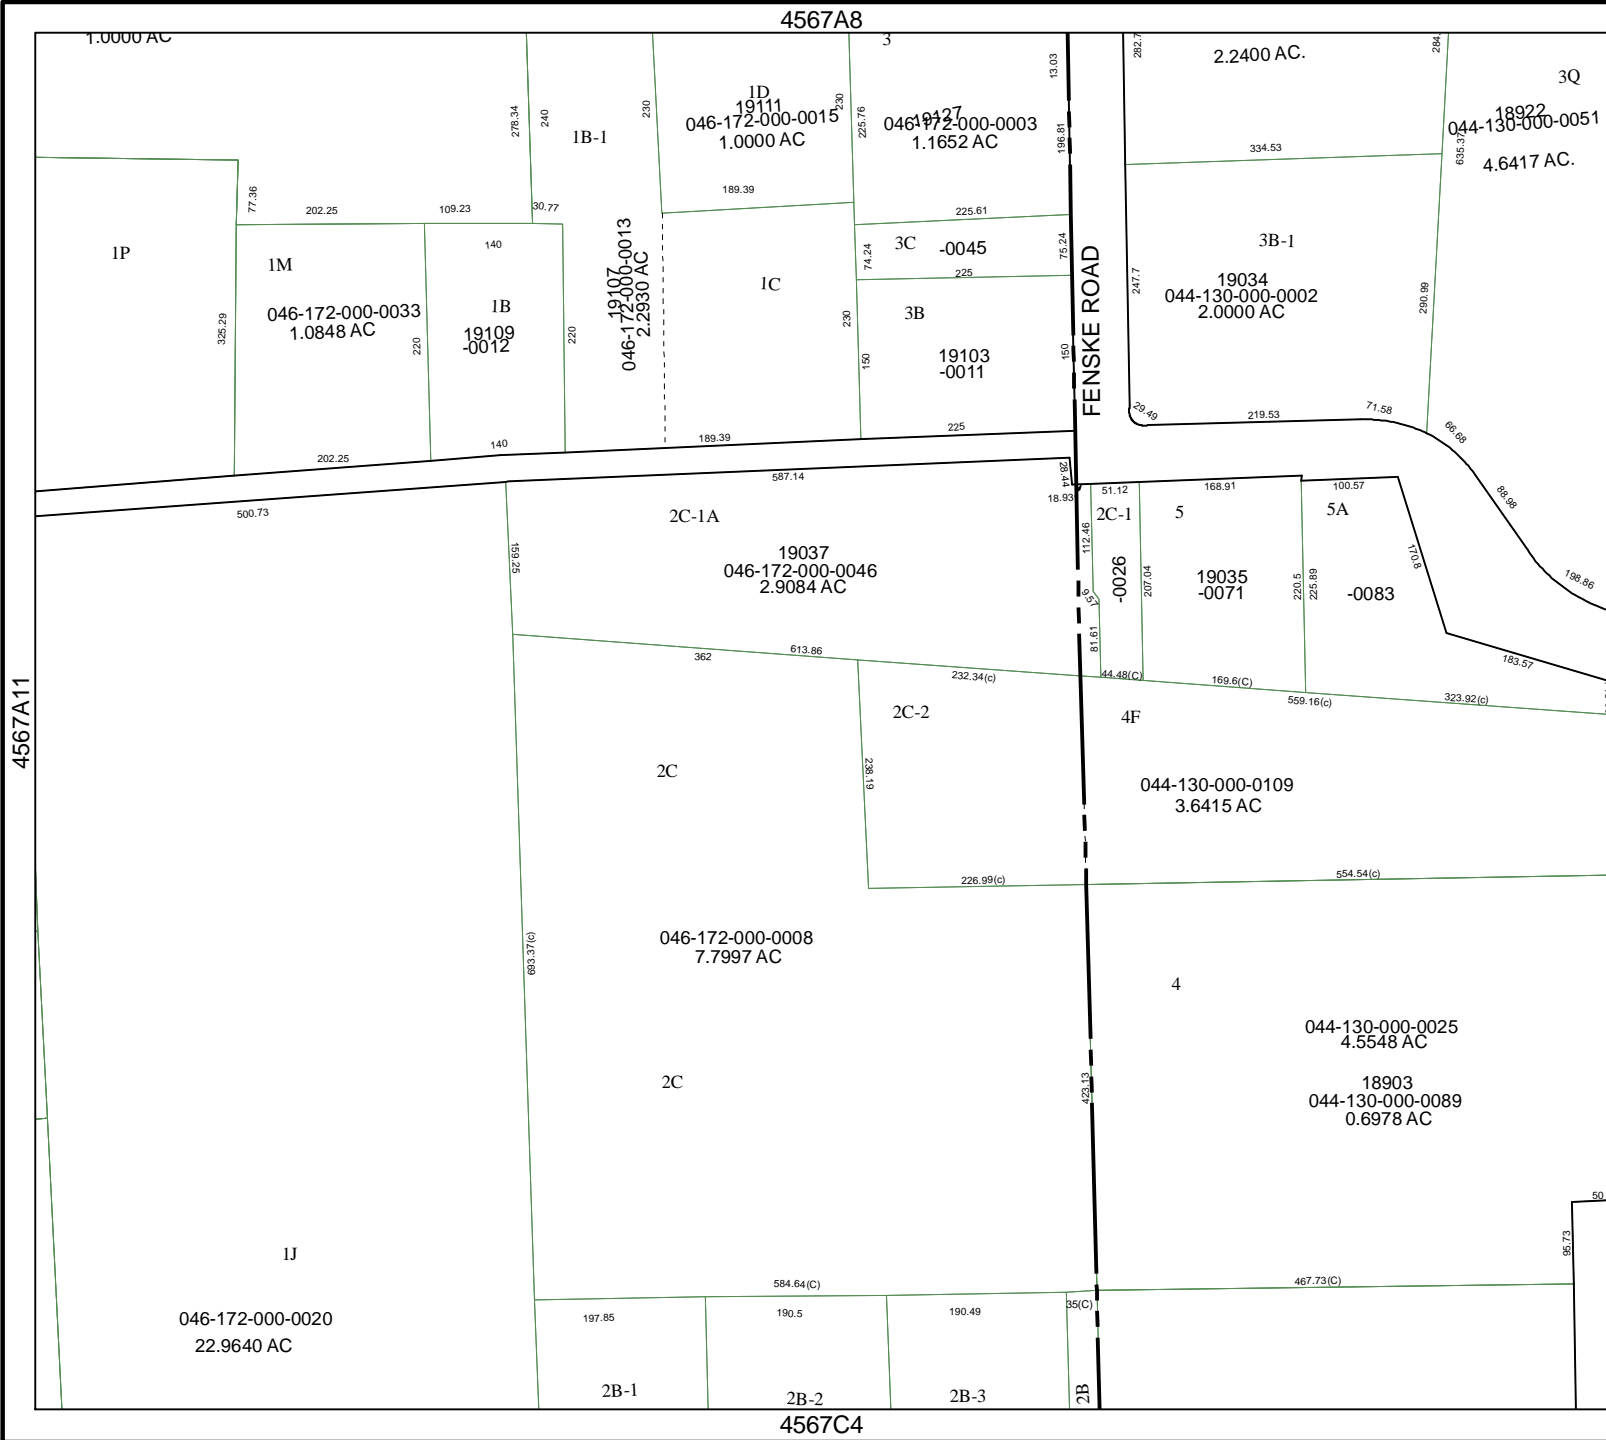 4567A8
1.0000 AC
3
282.7
2.2400 AC.
284.
3Q
18922
044-130-000-0051
4.6417 AC.
635.37
278.34
240
1B-1
230
1D
19111
046-172-000-0015
1.0000 AC
230
225.76
19127
046-172-000-0003
1.1652 AC
13.03
196.81
334.53
77.36
202.25
109.23
30.77
189.39
225.61
1P
1M
046-172-000-0033
1.0848 AC
325.29
220
140
1B
19109
-0012
220
19107
046-172-000-0013
2.2930 AC
1C
230
74.24
3C
-0045
75.24
225
3B
19103
-0011
150
150
FENSKE ROAD
247.7
3B-1
19034
044-130-000-0002
2.0000 AC
290.99
29.49
219.53
71.58
66.68
88.98
198.86
202.25
140
189.39
225
500.73
587.14
28.44
18.93
51.12
168.91
100.57
2C-1A
19037
046-172-000-0046
2.9084 AC
159.25
112.46
9.57
81.61
2C-1
-0026
207.04
5
19035
-0071
220.5
225.89
5A
-0083
170.8
183.57
613.86
362
232.34(c)
44.48(C)
169.6(C)
559.16(c)
323.92(c)
4567A11
2C-2
4F
2C
238.19
044-130-000-0109
3.6415 AC
226.99(c)
554.54(c)
693.37(c)
046-172-000-0008
7.7997 AC
4
044-130-000-0025
4.5548 AC
18903
044-130-000-0089
0.6978 AC
2C
423.13
50
95.73
1J
046-172-000-0020
22.9640 AC
584.64(C)
467.73(C)
197.85
190.5
190.49
35(C)
2B-1
2B-2
2B-3
2B
4567C4